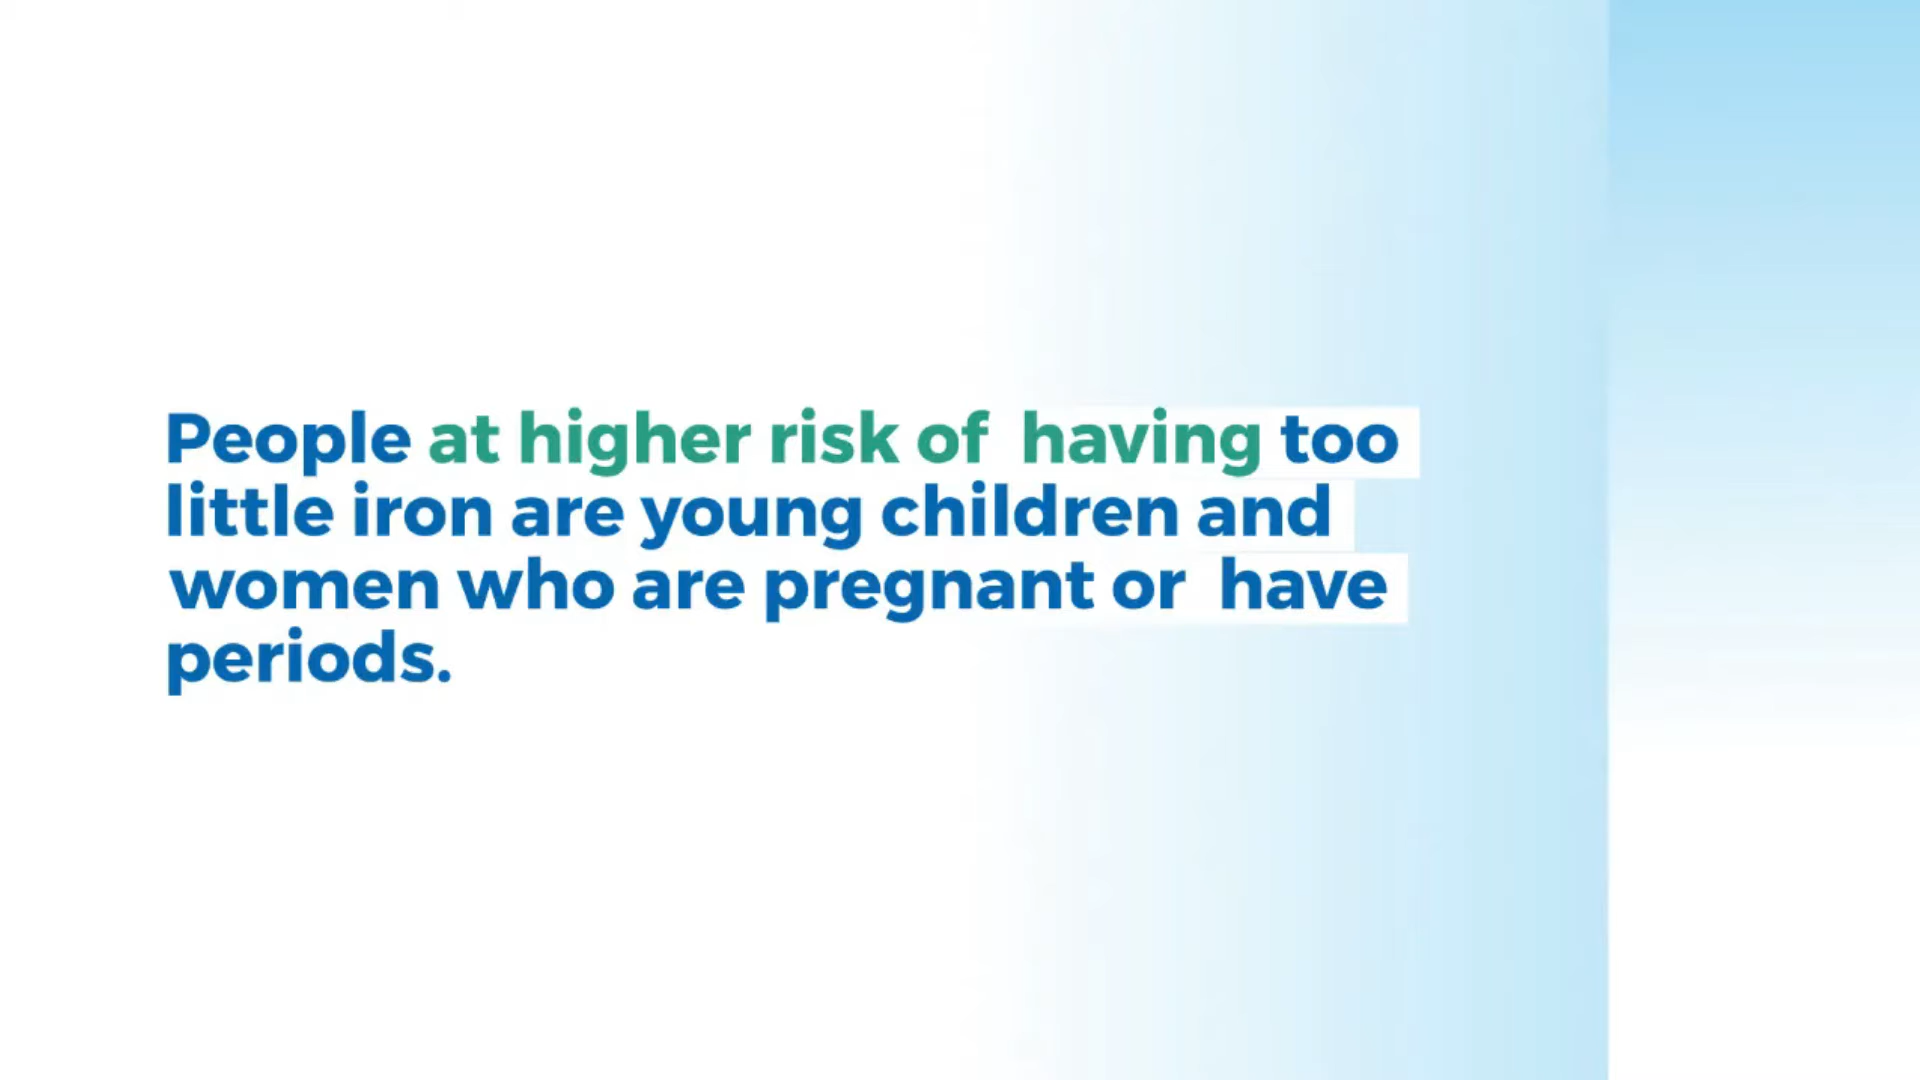 People at higher risk of having too
little iron are young children and
women who are pregnant or have
periods.